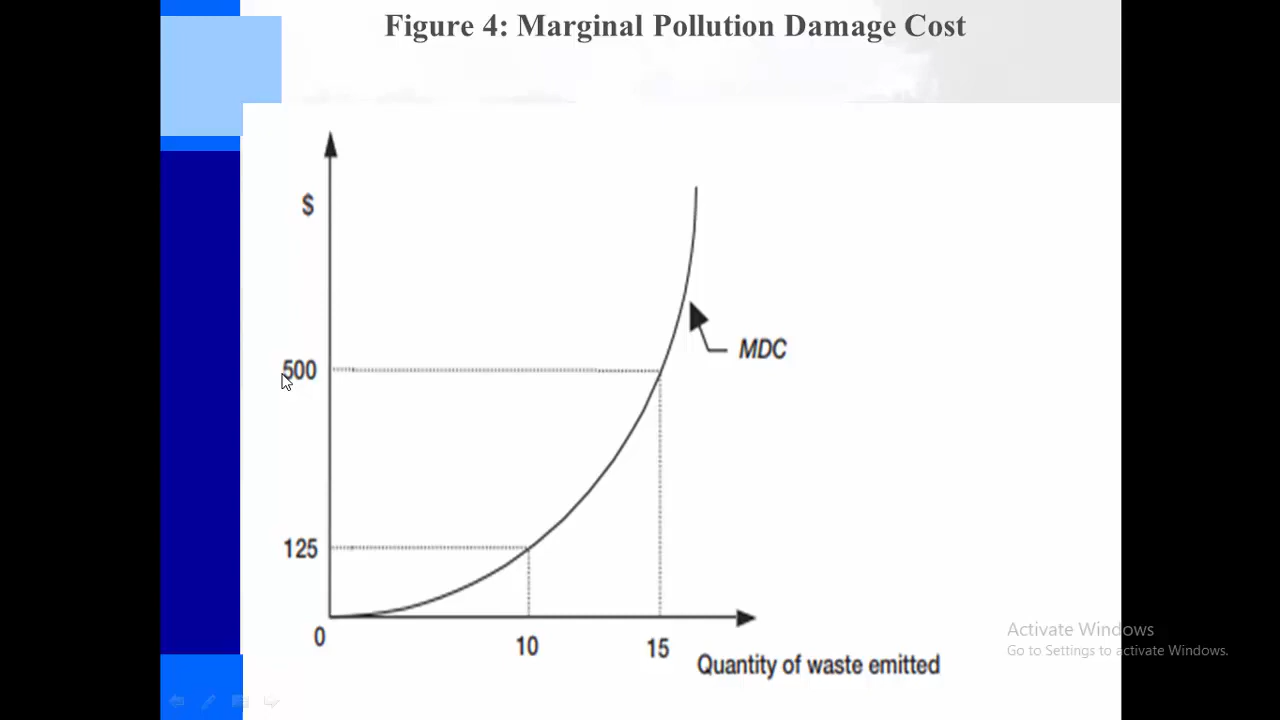 Figure 4: Marginal Pollution Damage Cost
$
MDC
500
125
0
10
15
Quantity of waste emitted
Activate Windows
Go to Settings to activate Windows.